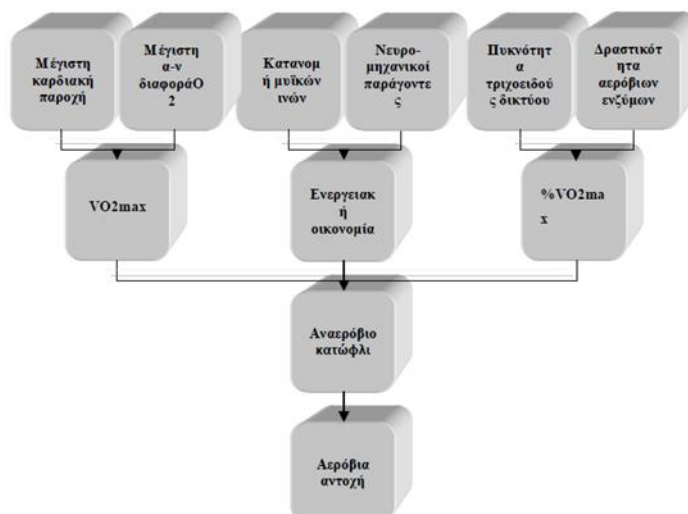 Μέγιστη
καρδιακή
παροχή
Μέγιστη
α-ν
διαφοράΟ
2
Κατανομ
ή μυϊκών
ινών
Νευρο-
μηχανικοί
παράγοντε
ς
Πυκνότητ
α
τριχοειδού
ς δικτύου
Δραστικότ
ητα
αερόβιων
ενζύμων
VO2max
Ενεργειακ
ή
οικονομία
%VO2ma
x
Αναερόβιο
κατώφλι
Αερόβια
αντοχή